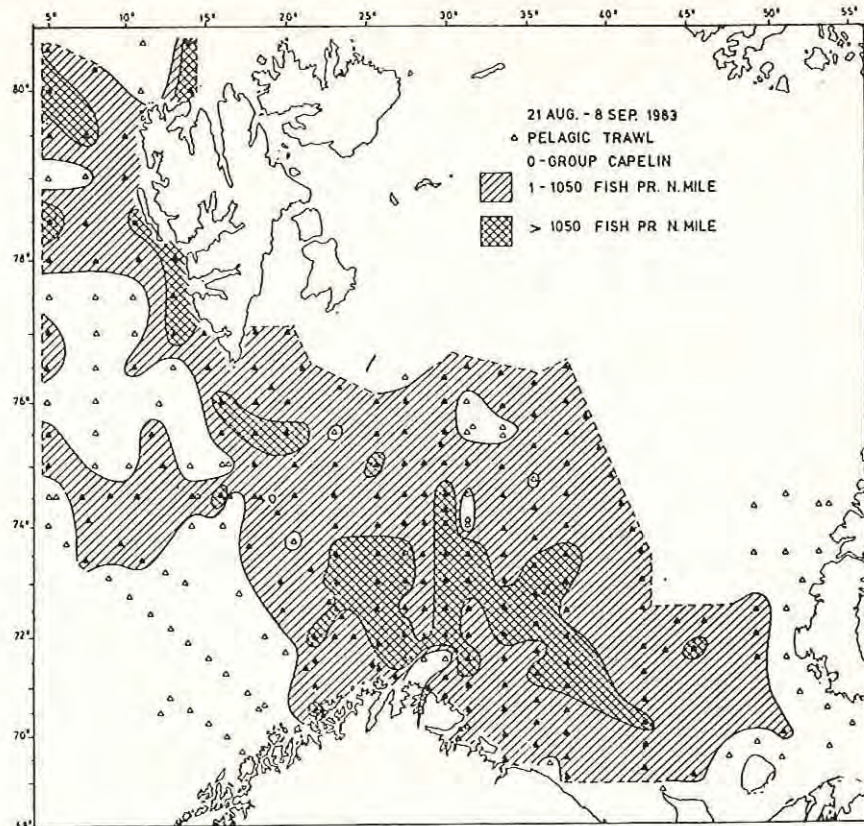 5° 10° 15° 20° 25° 30° 35° 40° 45° 50° 55°
80°
21 AUG. - 8 SEP. 1983
PELAGIC TRAWL
0-GROUP CAPELIN
1 - 1050 FISH PR. N. MILE
> 1050 FISH PR N. MILE
78°
76°
74°
72°
70°